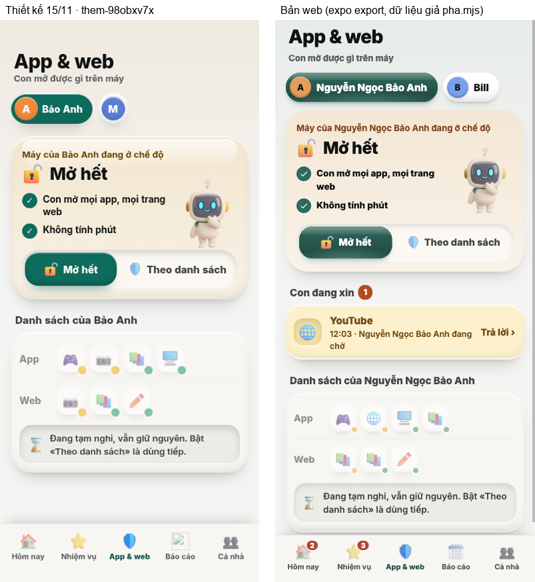 Thiết kế 15/11 · them-98obxv7x
App & web
Con mở được gì trên máy
A Bảo Anh M
Máy của Bảo Anh đang ở chế độ
Mở hết
Con mở mọi app, mọi trang
web
Không tính phút
Mở hết Theo danh sách
Danh sách của Bảo Anh
App
Web
Đang tạm nghỉ, vẫn giữ nguyên. Bật
«Theo danh sách» là dùng tiếp.
Hôm nay Nhiệm vụ App & web Báo cáo Cả nhà
Bản web (expo export, dữ liệu giả pha.mjs)
App & web
Con mở được gì trên máy
A Nguyễn Ngọc Bảo Anh B Bill
Máy của Nguyễn Ngọc Bảo Anh đang ở chế độ
Mở hết
Con mở mọi app, mọi trang
web
Không tính phút
Mở hết Theo danh sách
Con đang xin 1
YouTube
12:03 · Nguyễn Ngọc Bảo Anh đang
chờ
Trả lời ›
Danh sách của Nguyễn Ngọc Bảo Anh
App
Web
Đang tạm nghỉ, vẫn giữ nguyên. Bật «Theo
danh sách» là dùng tiếp.
2 3
Hôm nay Nhiệm vụ App & web Báo cáo Cả nhà